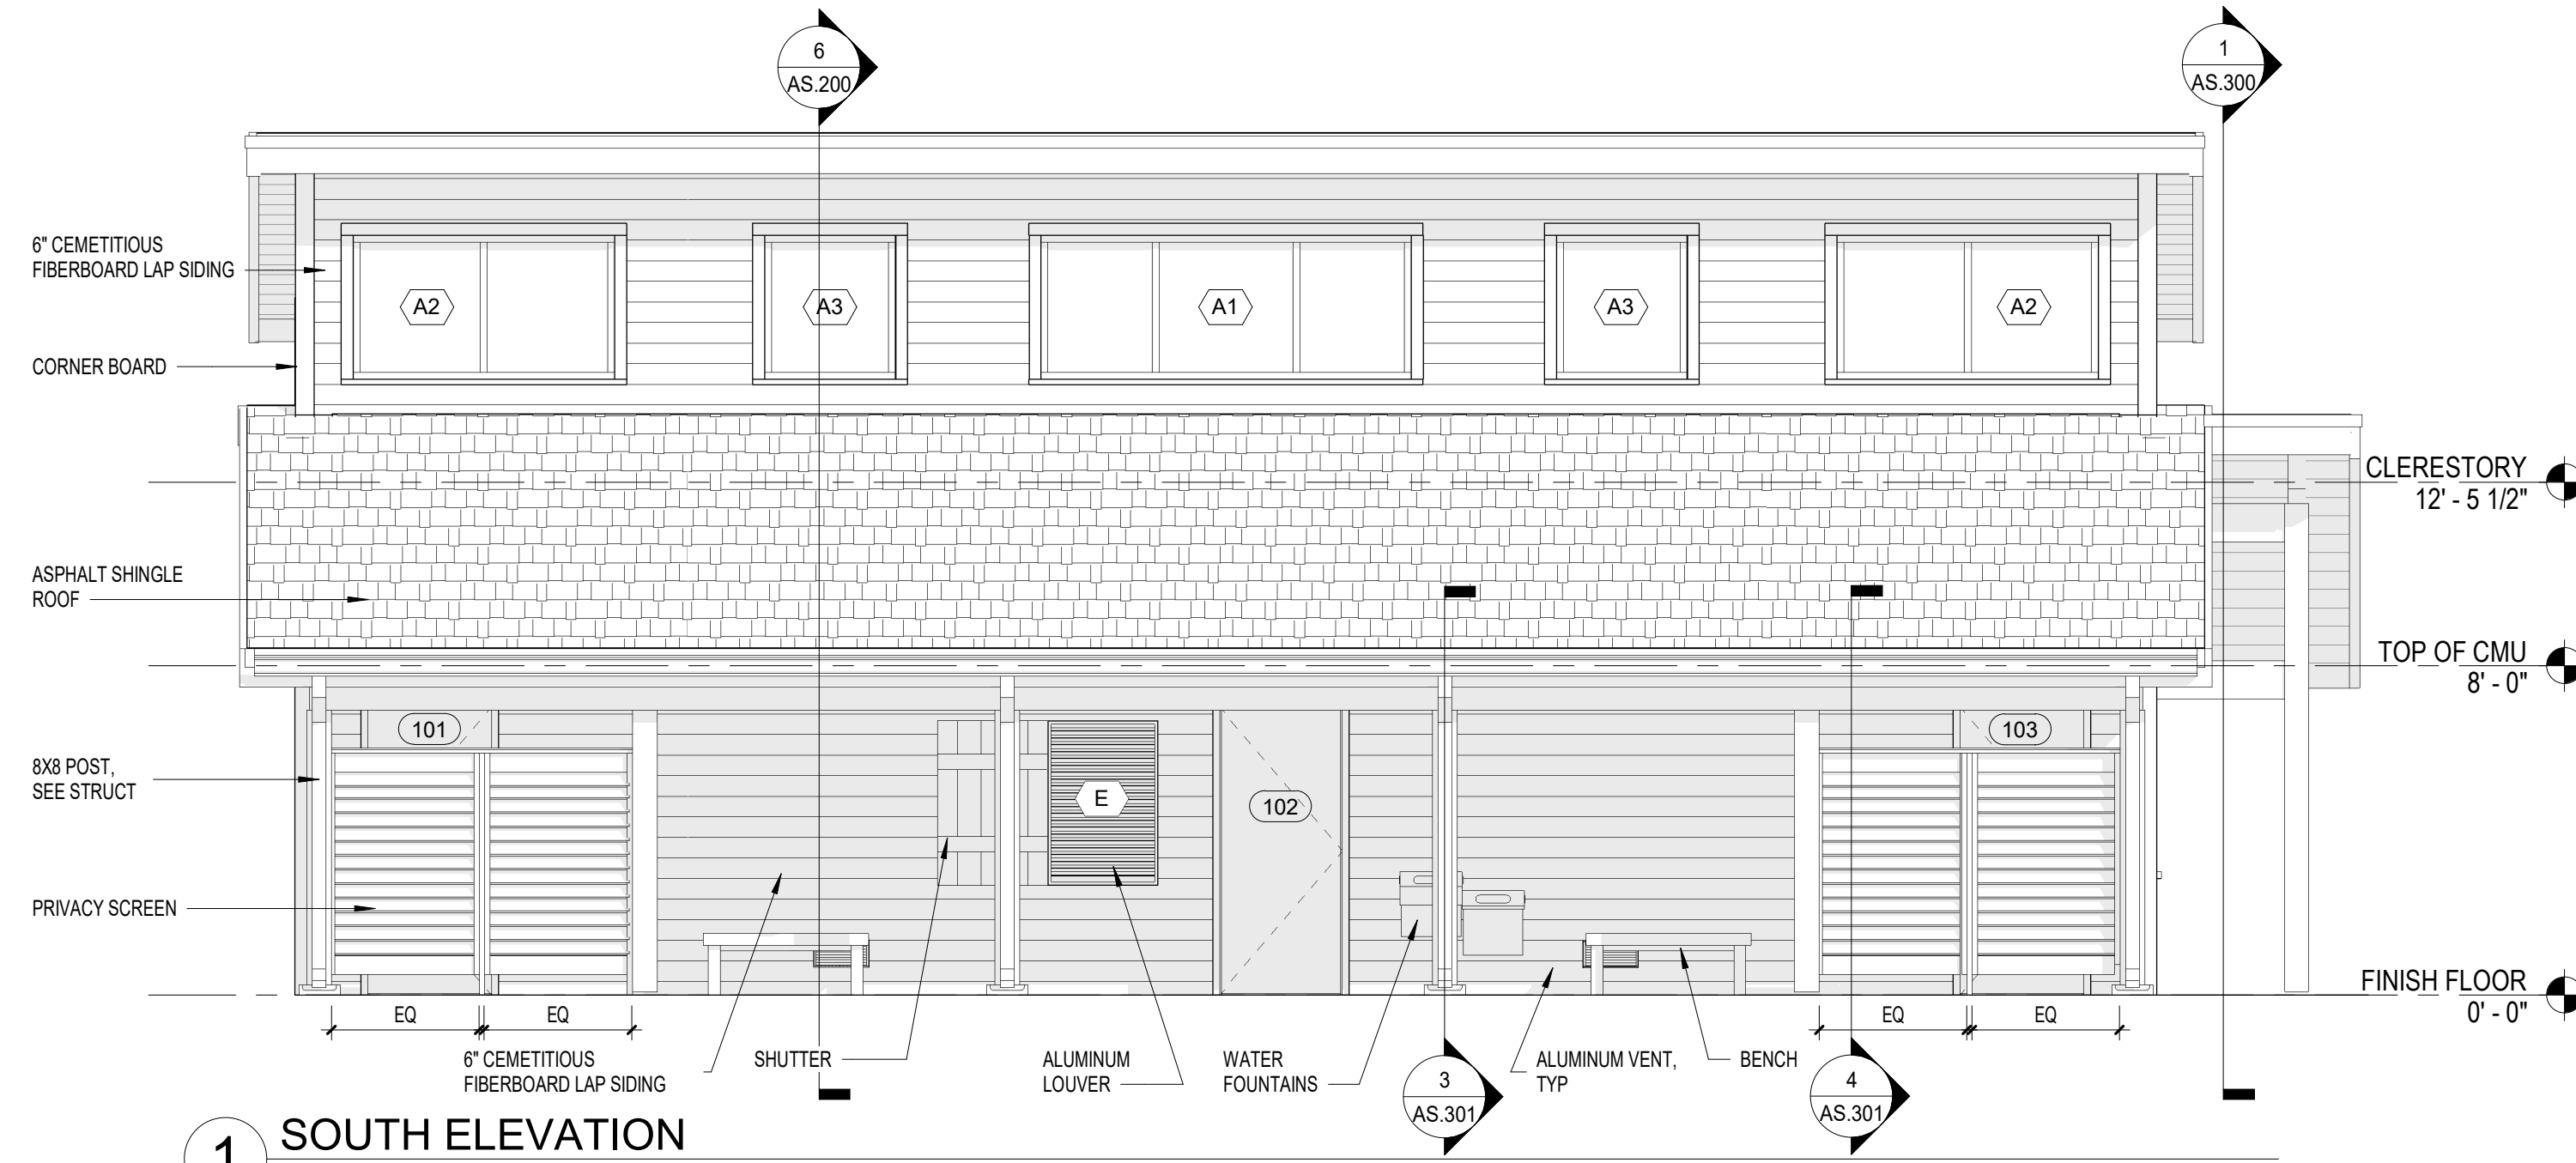 6
AS.200
1
AS.300
6" CEMETITIOUS
FIBERBOARD LAP SIDING
A2
A3
A1
A3
A2
CORNER BOARD
CLERESTORY
12' - 5 1/2"
ASPHALT SHINGLE
ROOF
TOP OF CMU
8' - 0"
101
103
8X8 POST,
SEE STRUCT
E
102
PRIVACY SCREEN
FINISH FLOOR
0' - 0"
EQ
EQ
EQ
EQ
6" CEMETITIOUS
FIBERBOARD LAP SIDING
SHUTTER
ALUMINUM
LOUVER
WATER
FOUNTAINS
3
AS.301
ALUMINUM VENT,
TYP
BENCH
4
AS.301
1
SOUTH ELEVATION